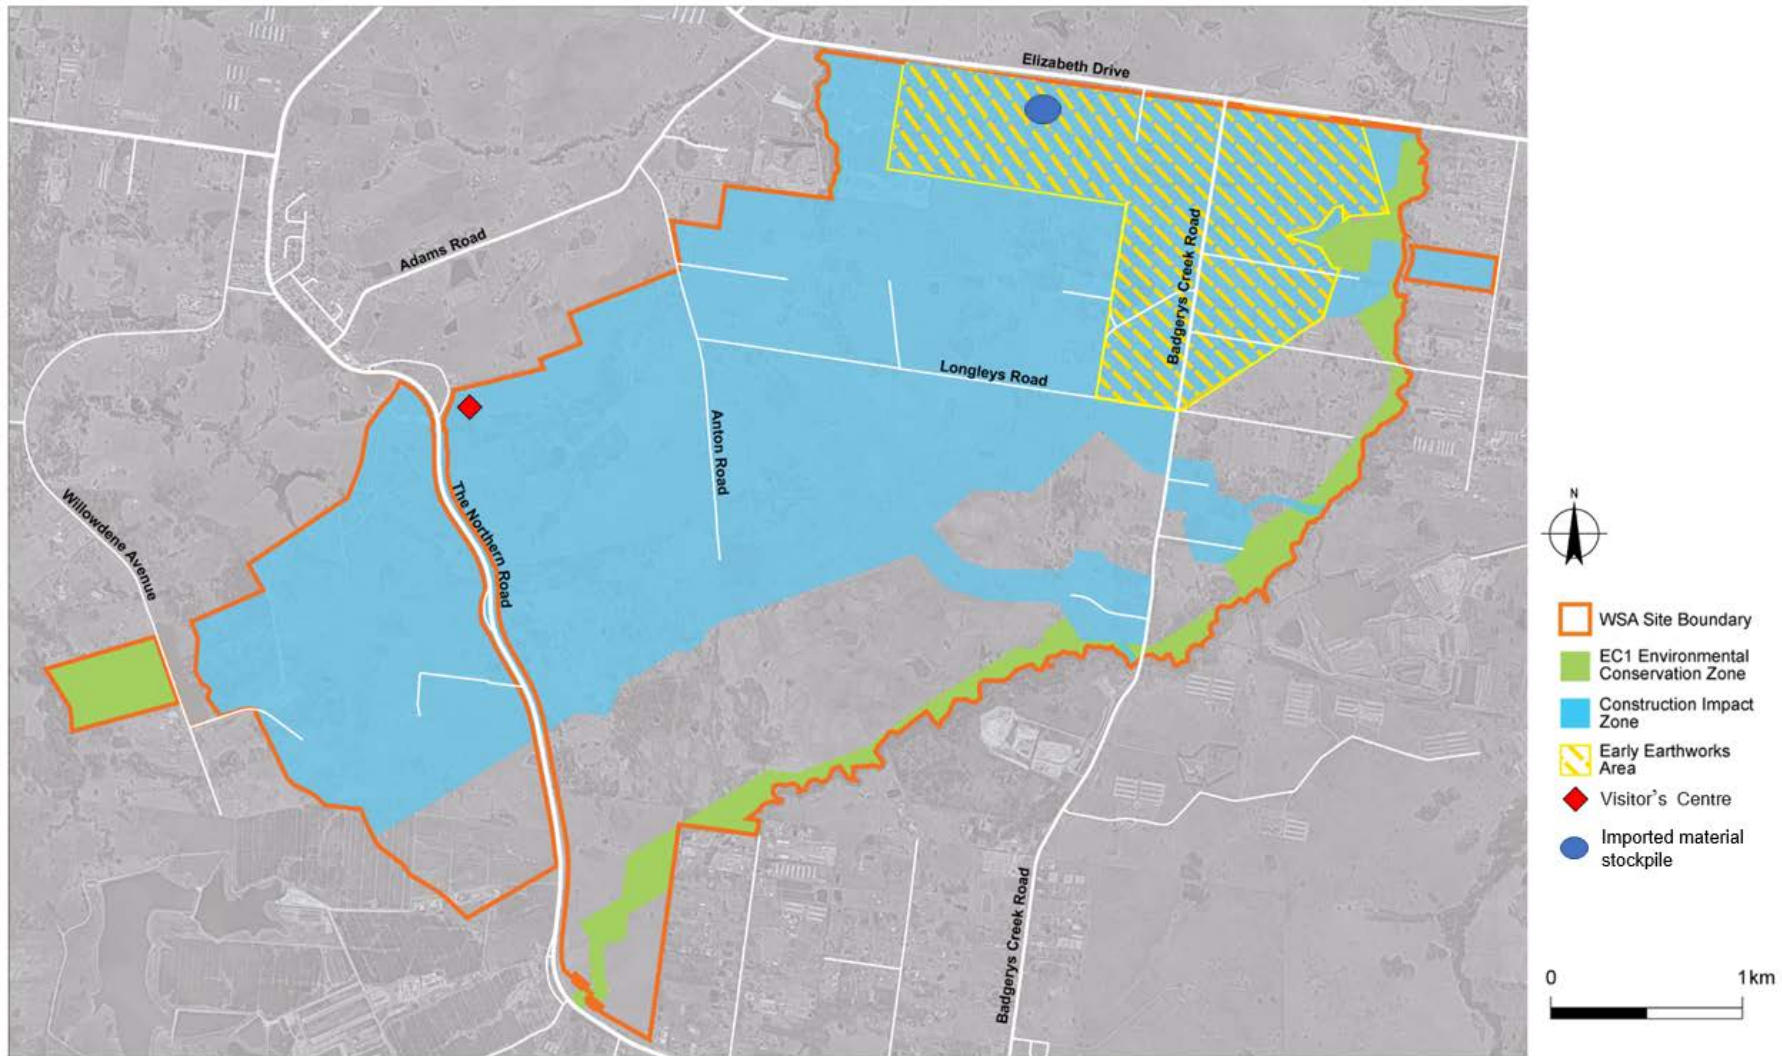 Elizabeth Drive
Adams Road
Badgerys Creek Road
Longleys Road
Anton Road
The Northern Road
Willowdene Avenue
Badgerys Creek Road
N
WSA Site Boundary
EC1 Environmental
Conservation Zone
Construction Impact
Zone
Early Earthworks
Area
Visitor's Centre
Imported material
stockpile
0 1km